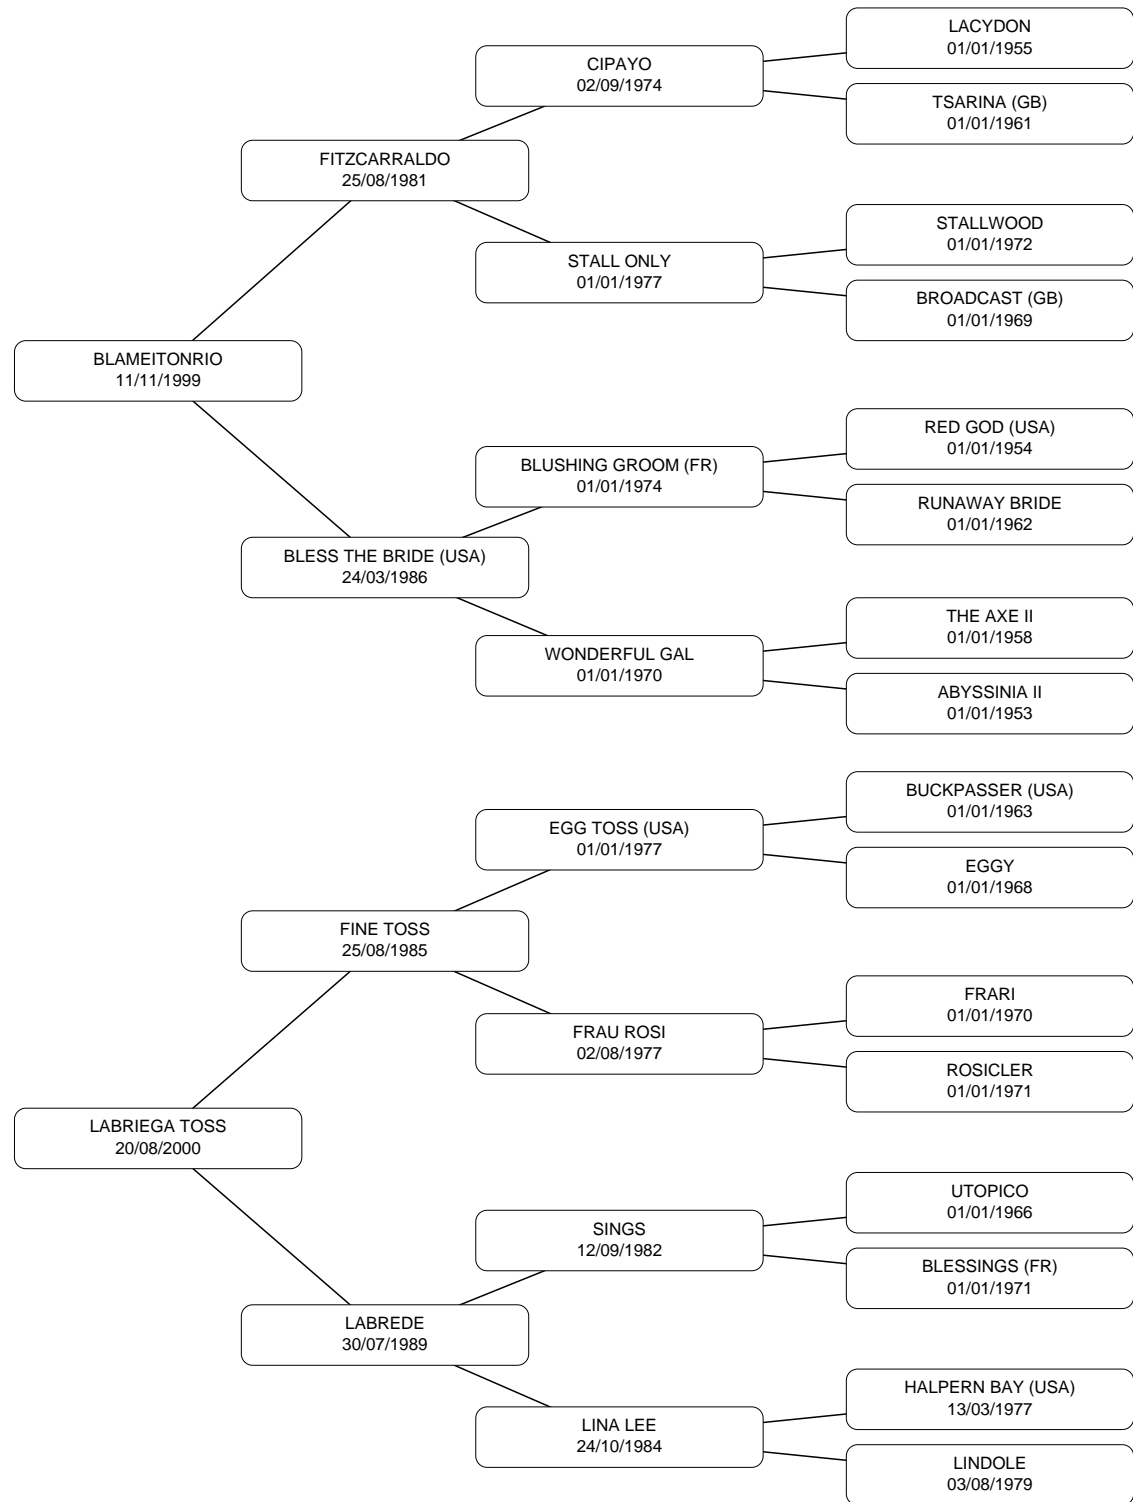 LACYDON
01/01/1955
CIPAYO
02/09/1974
TSARINA (GB)
01/01/1961
FITZCARRALDO
25/08/1981
STALLWOOD
01/01/1972
STALL ONLY
01/01/1977
BROADCAST (GB)
01/01/1969
BLAMEITONRIO
11/11/1999
RED GOD (USA)
01/01/1954
BLUSHING GROOM (FR)
01/01/1974
RUNAWAY BRIDE
01/01/1962
BLESS THE BRIDE (USA)
24/03/1986
THE AXE II
01/01/1958
WONDERFUL GAL
01/01/1970
ABYSSINIA II
01/01/1953
BUCKPASSER (USA)
01/01/1963
EGG TOSS (USA)
01/01/1977
EGGY
01/01/1968
FINE TOSS
25/08/1985
FRARI
01/01/1970
FRAU ROSI
02/08/1977
ROSICLER
01/01/1971
LABRIEGA TOSS
20/08/2000
UTOPICO
01/01/1966
SINGS
12/09/1982
BLESSINGS (FR)
01/01/1971
LABREDE
30/07/1989
HALPERN BAY (USA)
13/03/1977
LINA LEE
24/10/1984
LINDOLE
03/08/1979